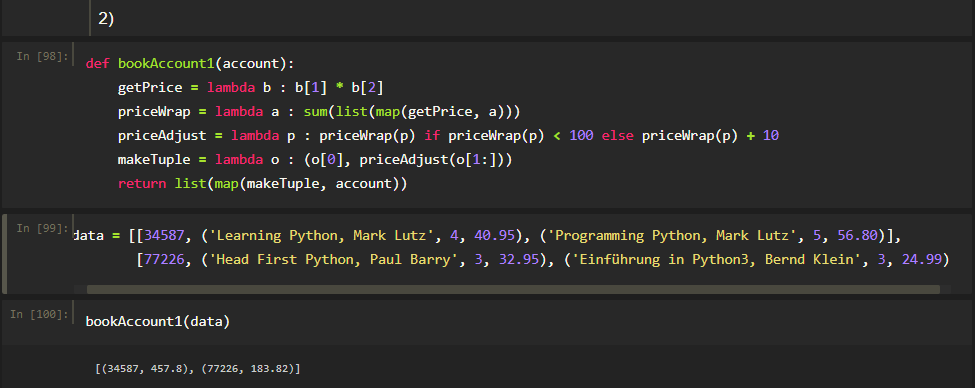 2)
In [98]:
def bookAccount1(account):
    getPrice = lambda b : b[1] * b[2]
    priceWrap = lambda a : sum(list(map(getPrice, a)))
    priceAdjust = lambda p : priceWrap(p) if priceWrap(p) < 100 else priceWrap(p) + 10
    makeTuple = lambda o : (o[0], priceAdjust(o[1:]))
    return list(map(makeTuple, account))
In [99]:
data = [[34587, ('Learning Python, Mark Lutz', 4, 40.95), ('Programming Python, Mark Lutz', 5, 56.80)],
        [77226, ('Head First Python, Paul Barry', 3, 32.95), ('Einführung in Python3, Bernd Klein', 3, 24.99)
In [100]:
bookAccount1(data)
[(34587, 457.8), (77226, 183.82)]